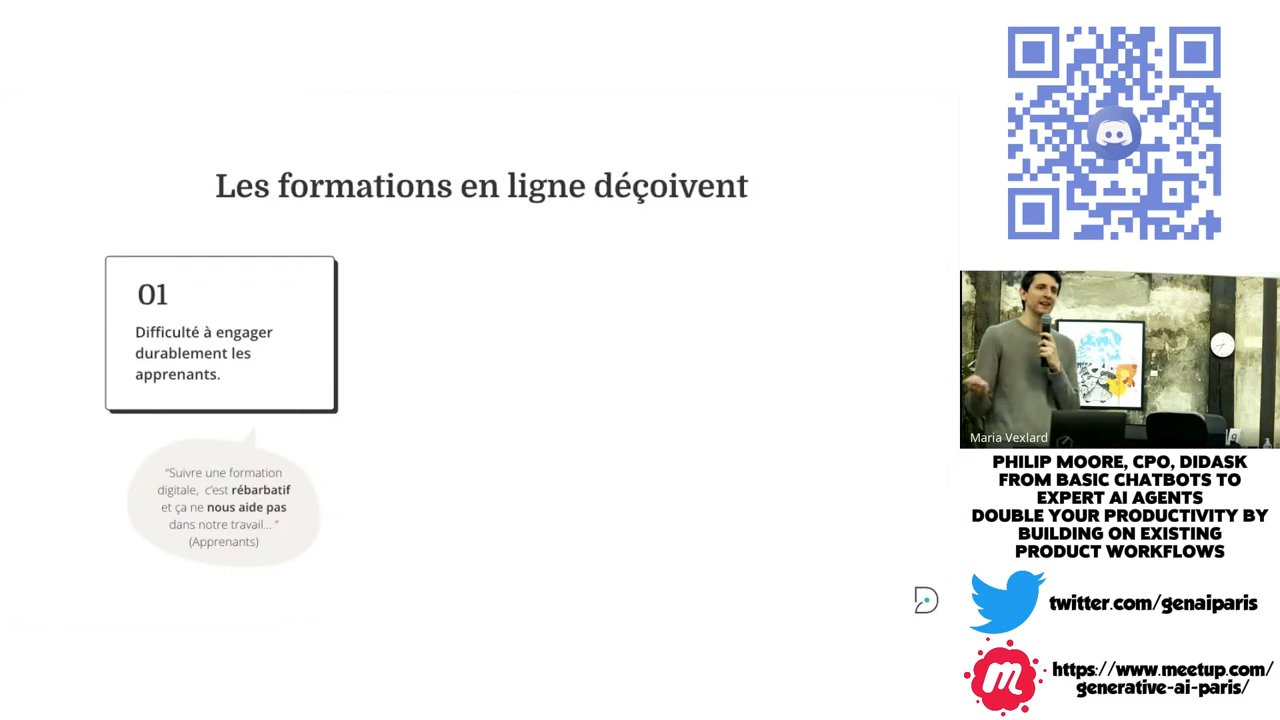 Les formations en ligne déçoivent
01
Difficulté à engager
durablement les
apprenants.
"Suivre une formation
digitale, c'est rébarbatif
et ça ne nous aide pas
dans notre travail... "
(Apprenants)
Maria Vexlard
PHILIP MOORE, CPO, DIDASK
FROM BASIC CHATBOTS TO
EXPERT AI AGENTS
DOUBLE YOUR PRODUCTIVITY BY
BUILDING ON EXISTING
PRODUCT WORKFLOWS
twitter.com/genaiparis
https://www.meetup.com/
generative-ai-paris/